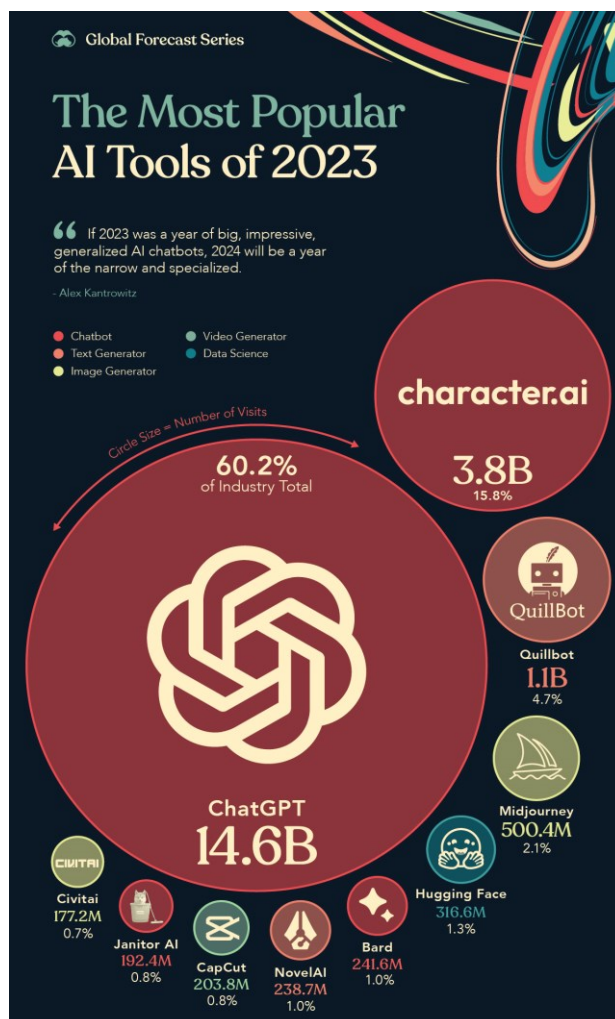 Global Forecast Series
The Most Popular
AI Tools of 2023
“ If 2023 was a year of big, impressive,
generalized AI chatbots, 2024 will be a year
of the narrow and specialized.
- Alex Kantrowitz
Chatbot
Text Generator
Image Generator
Video Generator
Data Science
character.ai
3.8B
15.8%
Circle Size = Number of Visits
60.2%
of Industry Total
ChatGPT
14.6B
QuillBot
Quillbot
1.1B
4.7%
Midjourney
500.4M
2.1%
Hugging Face
316.6M
1.3%
Bard
241.6M
1.0%
NovelAI
238.7M
1.0%
CapCut
203.8M
0.8%
Janitor AI
192.4M
0.8%
CIVITAI
Civitai
177.2M
0.7%